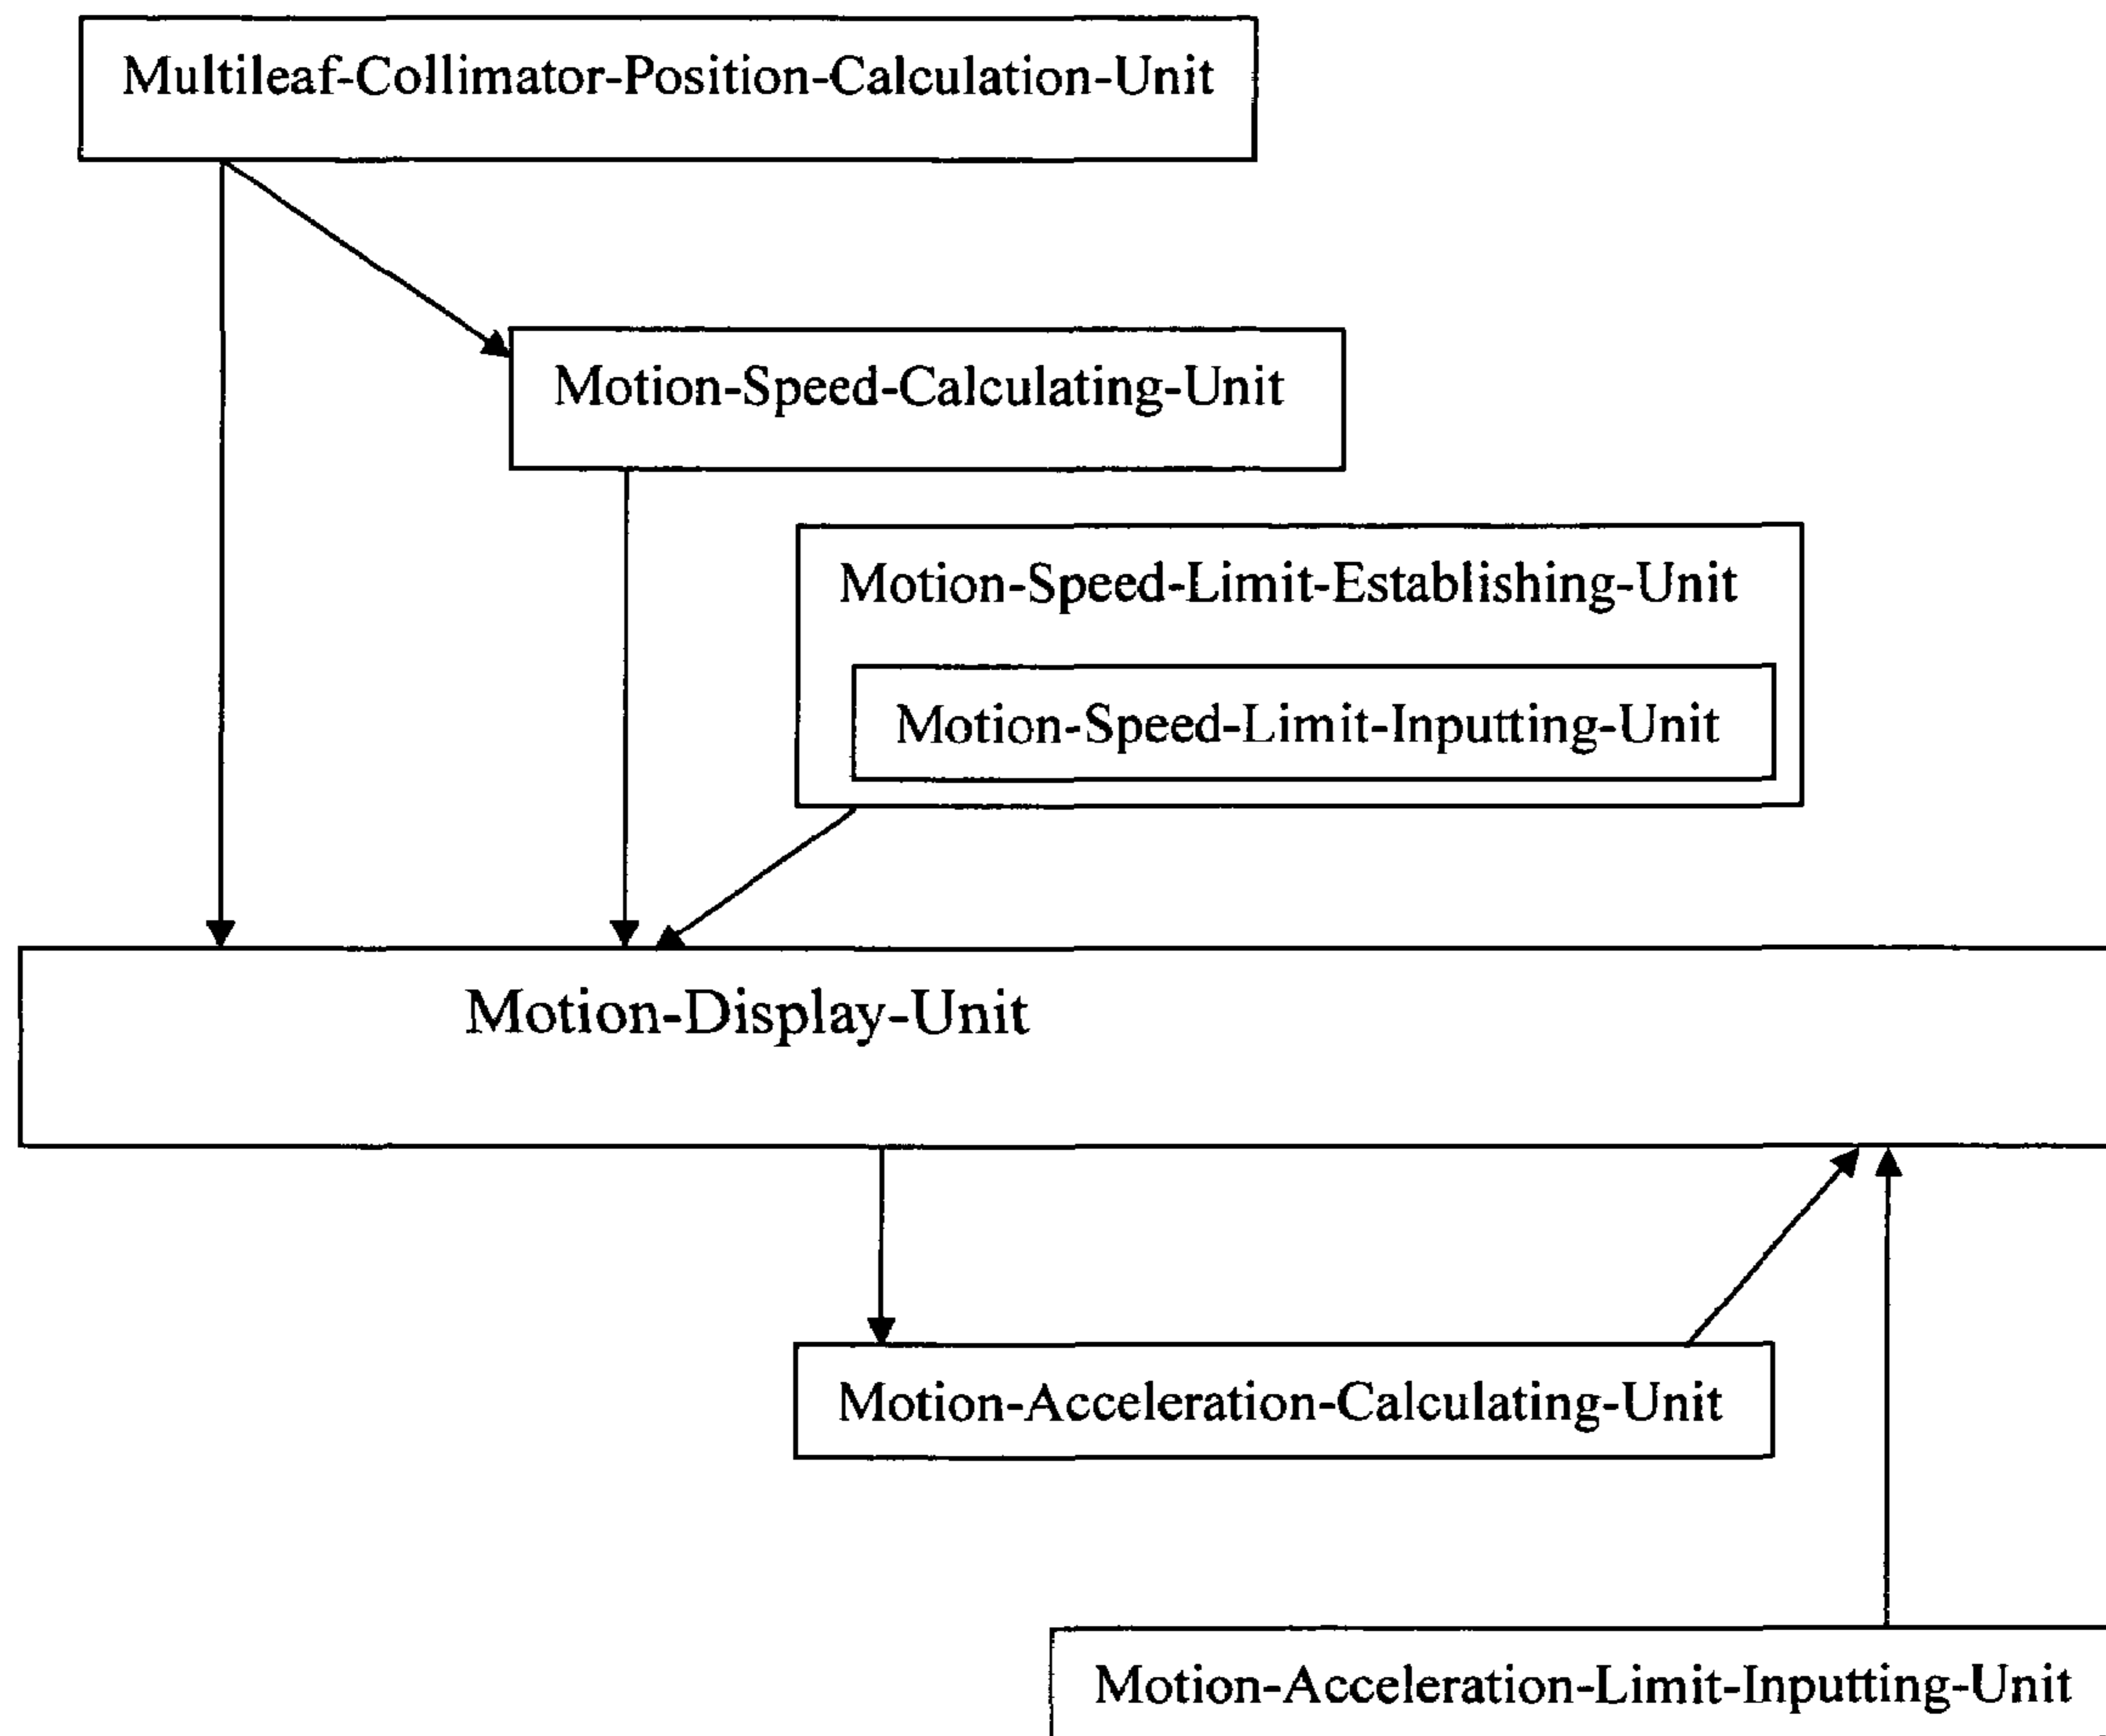 Multileaf-Collimator-Position-Calculation-Unit
Motion-Speed-Calculating-Unit
Motion-Speed-Limit-Establishing-Unit
Motion-Speed-Limit-Inputting-Unit
Motion-Display-Unit
Motion-Acceleration-Calculating-Unit
Motion-Acceleration-Limit-Inputting-Unit